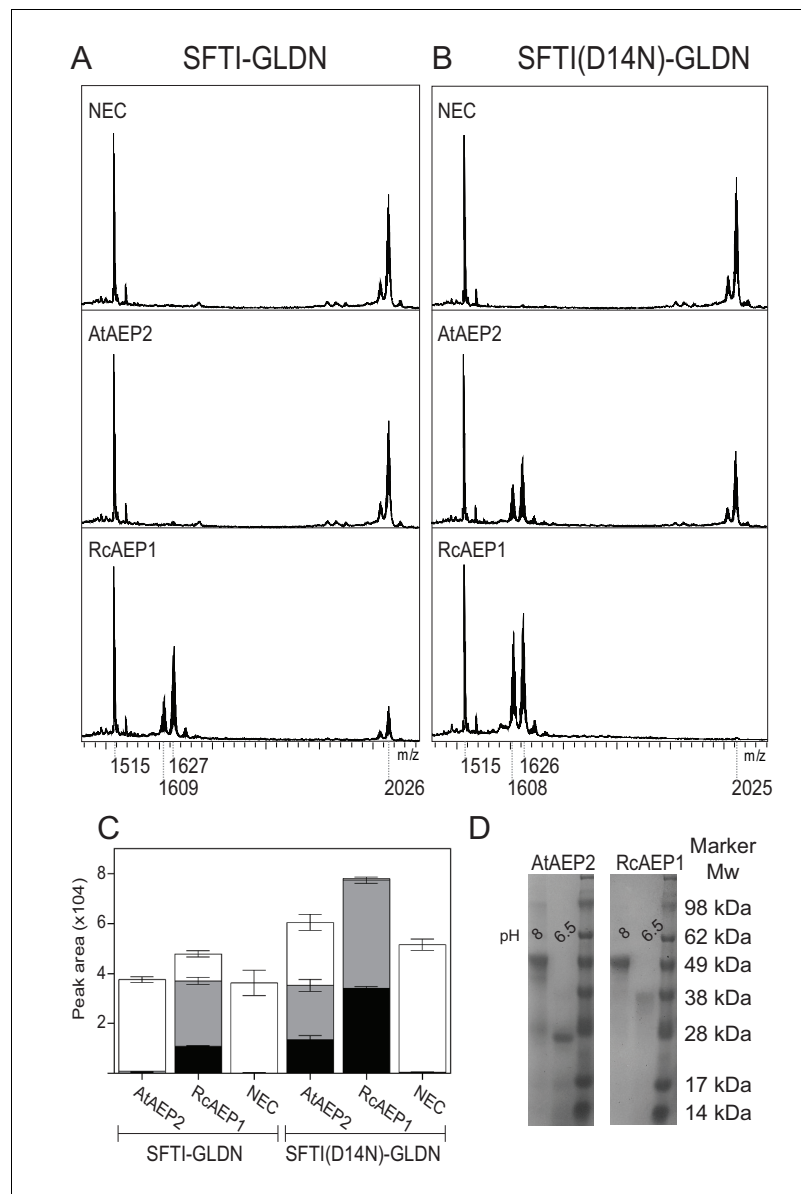 A SFTI-GLDN
B SFTI(D14N)-GLDN
NEC
NEC
AtAEP2
AtAEP2
RcAEP1
RcAEP1
m/z
m/z
1515 1627
1609 2026
1515 1626
1608 2025
C
Peak area (x104)
8
6
4
2
AtAEP2 RcAEP1 NEC AtAEP2 RcAEP1 NEC
SFTI-GLDN SFTI(D14N)-GLDN
D
AtAEP2 RcAEP1 Marker
Mw
pH 8 6.5 8 6.5
98 kDa
62 kDa
49 kDa
38 kDa
28 kDa
17 kDa
14 kDa